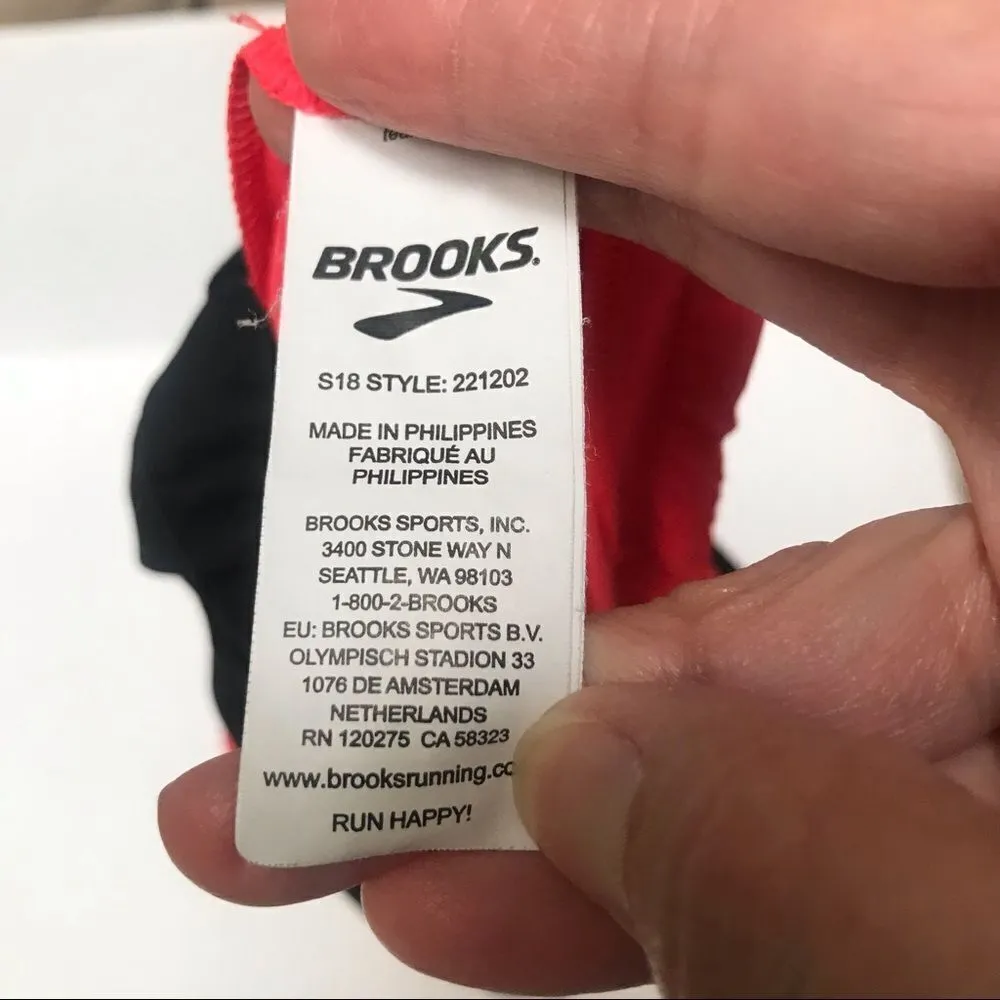 BROOKS.
S18 STYLE: 221202
MADE IN PHILIPPINES
FABRIQUÉ AU
PHILIPPINES
BROOKS SPORTS, INC.
3400 STONE WAY N
SEATTLE, WA 98103
1-800-2-BROOKS
EU: BROOKS SPORTS B.V.
OLYMPISCH STADION 33
1076 DE AMSTERDAM
NETHERLANDS
RN 120275 CA 58323
www.brooksrunning.co
RUN HAPPY!